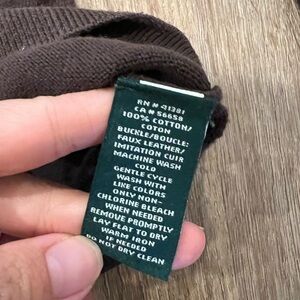 RN # 41381
CA # 56658
100% COTTON/
COTON
BUCKLE/BOUCLE:
FAUX LEATHER/
IMITATION CUIR
MACHINE WASH
COLD
GENTLE CYCLE
WASH WITH
LIKE COLORS
ONLY NON-
CHLORINE BLEACH
WHEN NEEDED
REMOVE PROMPTLY
LAY FLAT TO DRY
WARM IRON
IF NEEDED
DO NOT DRY CLEAN